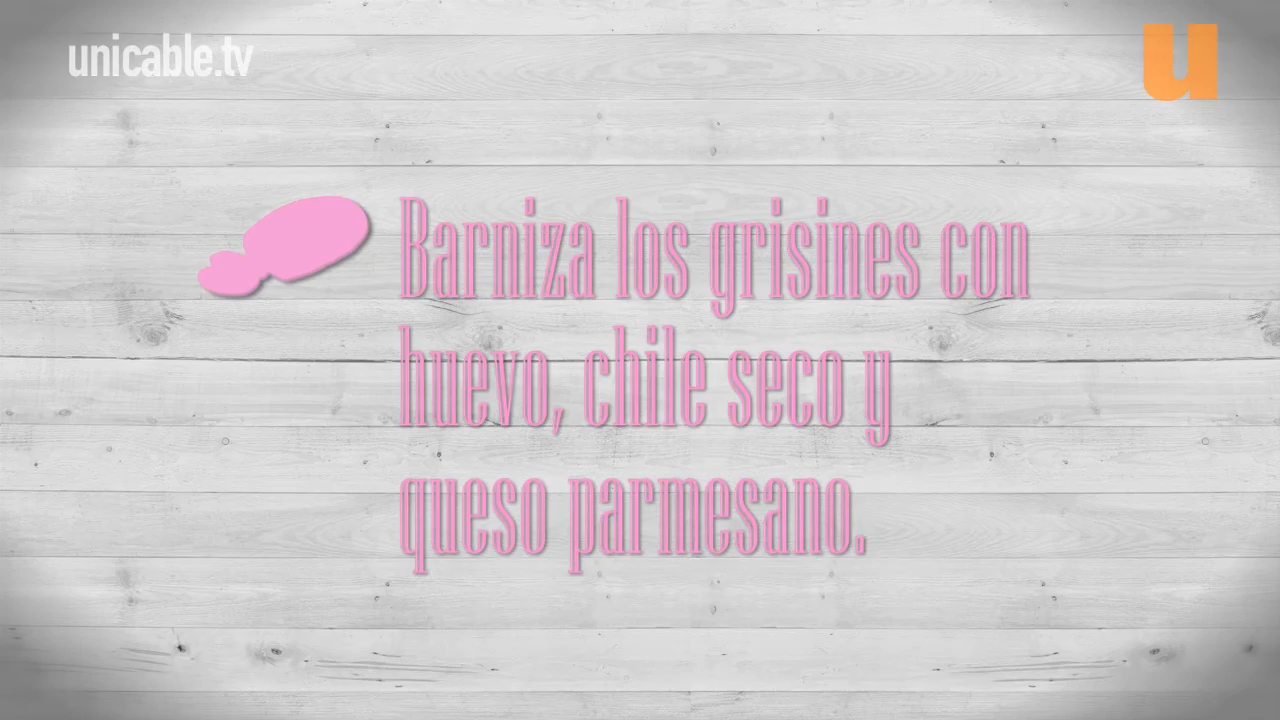 unicable.tv
u
Barniza los grisines con
huevo, chile seco y
queso parmesano.